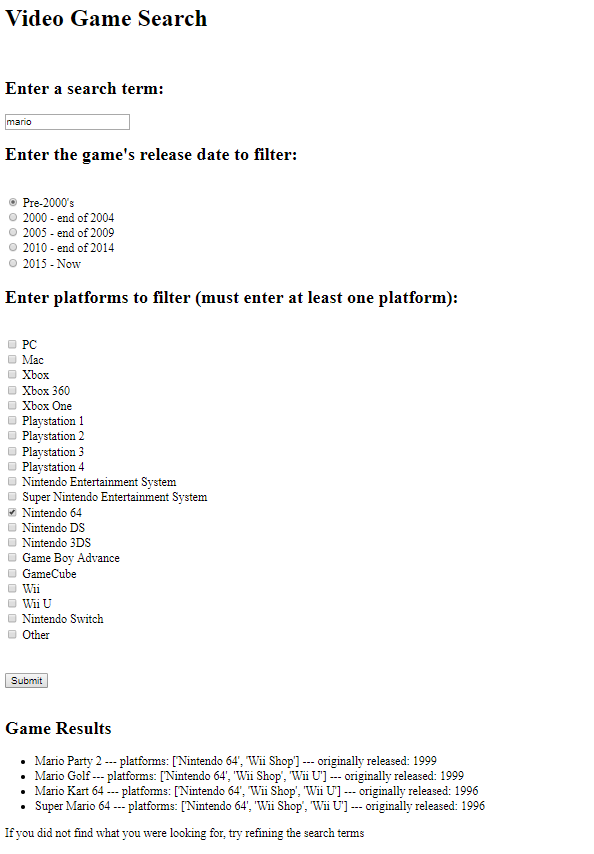 Video Game Search
Enter a search term:
mario
Enter the game's release date to filter:
Pre-2000's
2000 - end of 2004
2005 - end of 2009
2010 - end of 2014
2015 - Now
Enter platforms to filter (must enter at least one platform):
PC
Mac
Xbox
Xbox 360
Xbox One
Playstation 1
Playstation 2
Playstation 3
Playstation 4
Nintendo Entertainment System
Super Nintendo Entertainment System
Nintendo 64
Nintendo DS
Nintendo 3DS
Game Boy Advance
GameCube
Wii
Wii U
Nintendo Switch
Other
Submit
Game Results
Mario Party 2 --- platforms: ['Nintendo 64', 'Wii Shop'] --- originally released: 1999
Mario Golf --- platforms: ['Nintendo 64', 'Wii Shop', 'Wii U'] --- originally released: 1999
Mario Kart 64 --- platforms: ['Nintendo 64', 'Wii Shop', 'Wii U'] --- originally released: 1996
Super Mario 64 --- platforms: ['Nintendo 64', 'Wii Shop', 'Wii U'] --- originally released: 1996
If you did not find what you were looking for, try refining the search terms